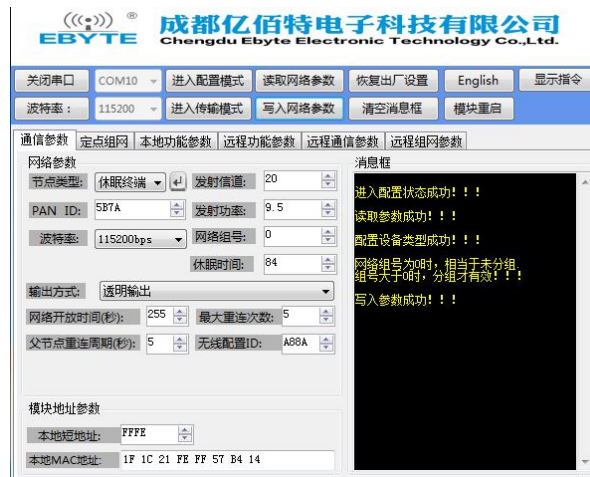 ((•)) ®
EBYTE
成都亿佰特电子科技有限公司
Chengdu Ebyte Electronic Technology Co.,Ltd.
关闭串口 COM10 进入配置模式 读取网络参数 恢复出厂设置 English 显示指令
波特率： 115200 进入传输模式 写入网络参数 清空消息框 模块重启
通信参数 定点组网 本地功能参数 远程功能参数 远程通信参数 远程组网参数
网络参数
节点类型: 休眠终端 发射信道: 20
PAN ID: 5B7A 发射功率: 9.5
波特率: 115200bps 网络组号: 0
休眠时间: 84
输出方式: 透明输出
网络开放时间(秒): 255 最大重连次数: 5
父节点重连周期(秒): 5 无线配置ID: A88A
模块地址参数
本地短地址: FFFE
本地MAC地址: 1F 1C 21 FE FF 57 B4 14
消息框
进入配置状态成功！！！
读取参数成功！！！
配置设备类型成功！！！
网络组号为0时，相当于未分组,
组号大于0时，分组才有效！！！
写入参数成功！！！